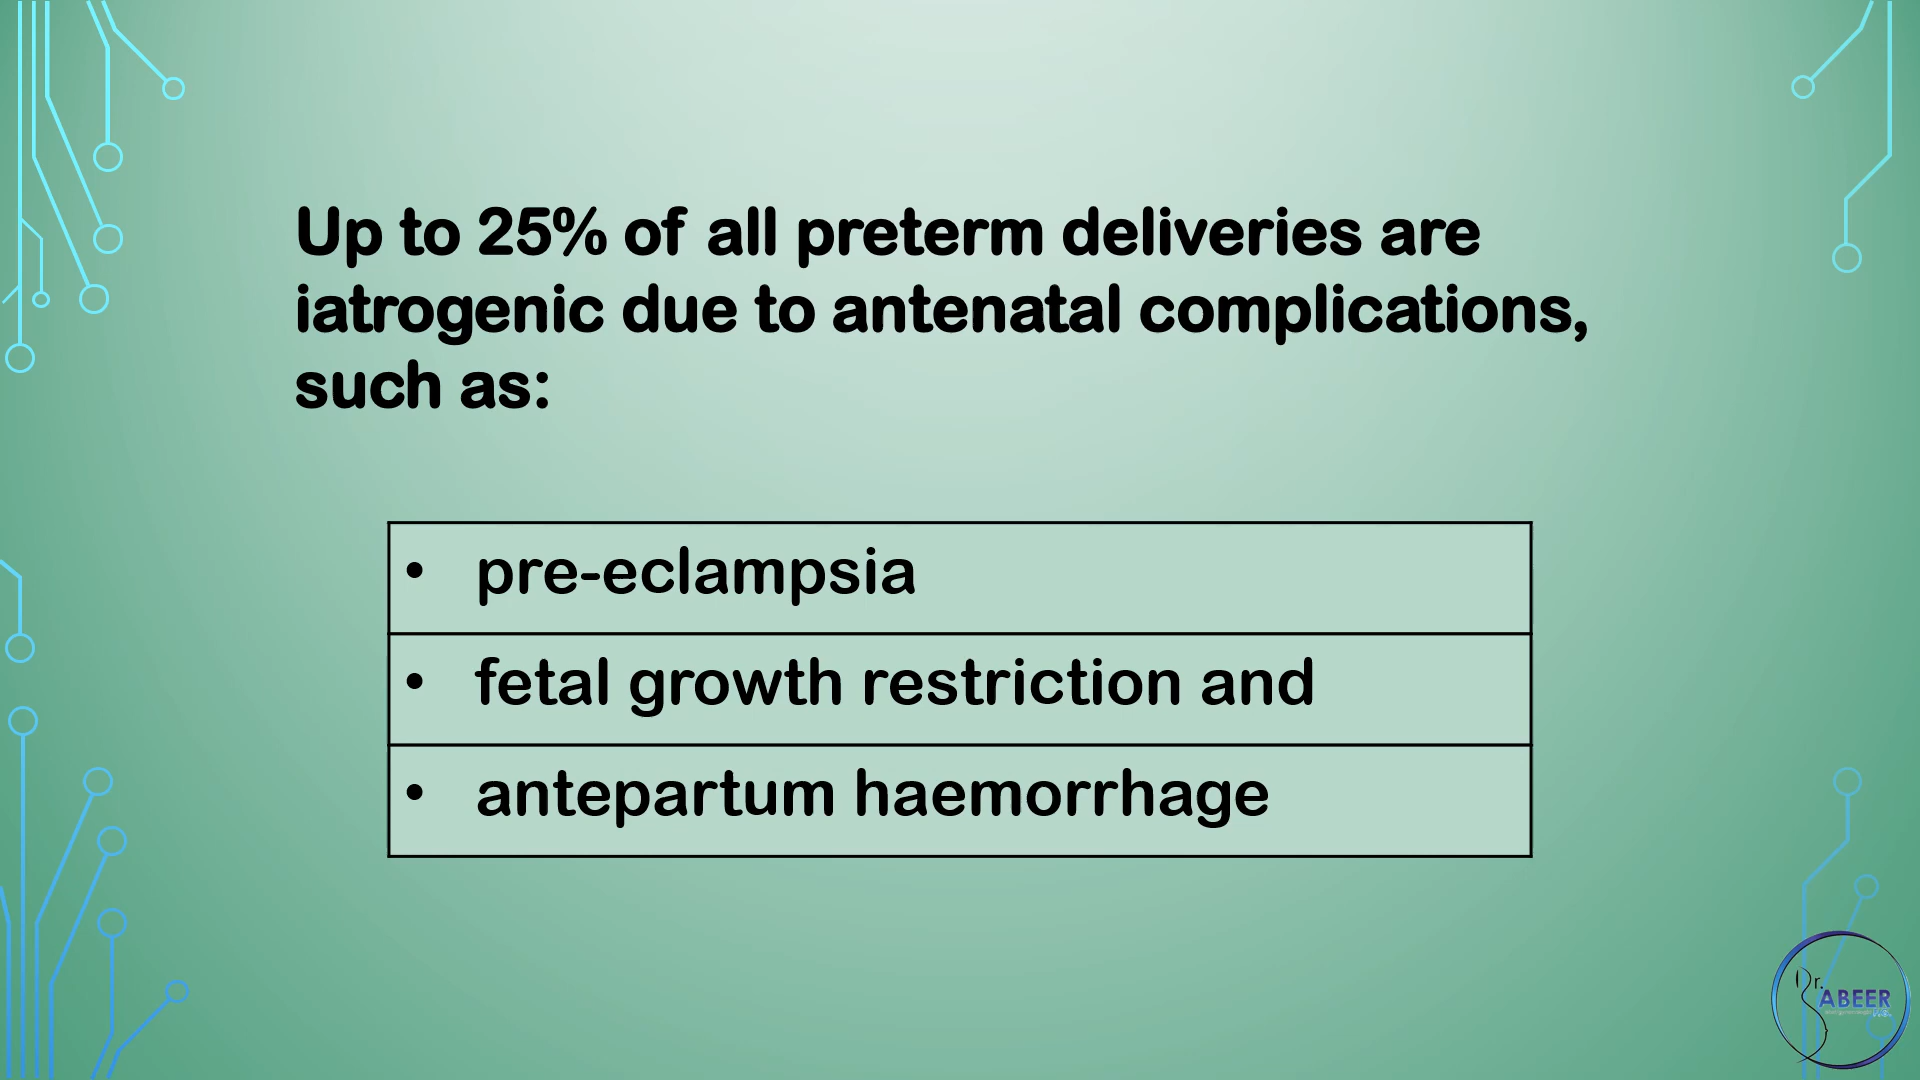 Up to 25% of all preterm deliveries are
iatrogenic due to antenatal complications,
such as:
• pre-eclampsia
• fetal growth restriction and
• antepartum haemorrhage
Dr.
ABEER